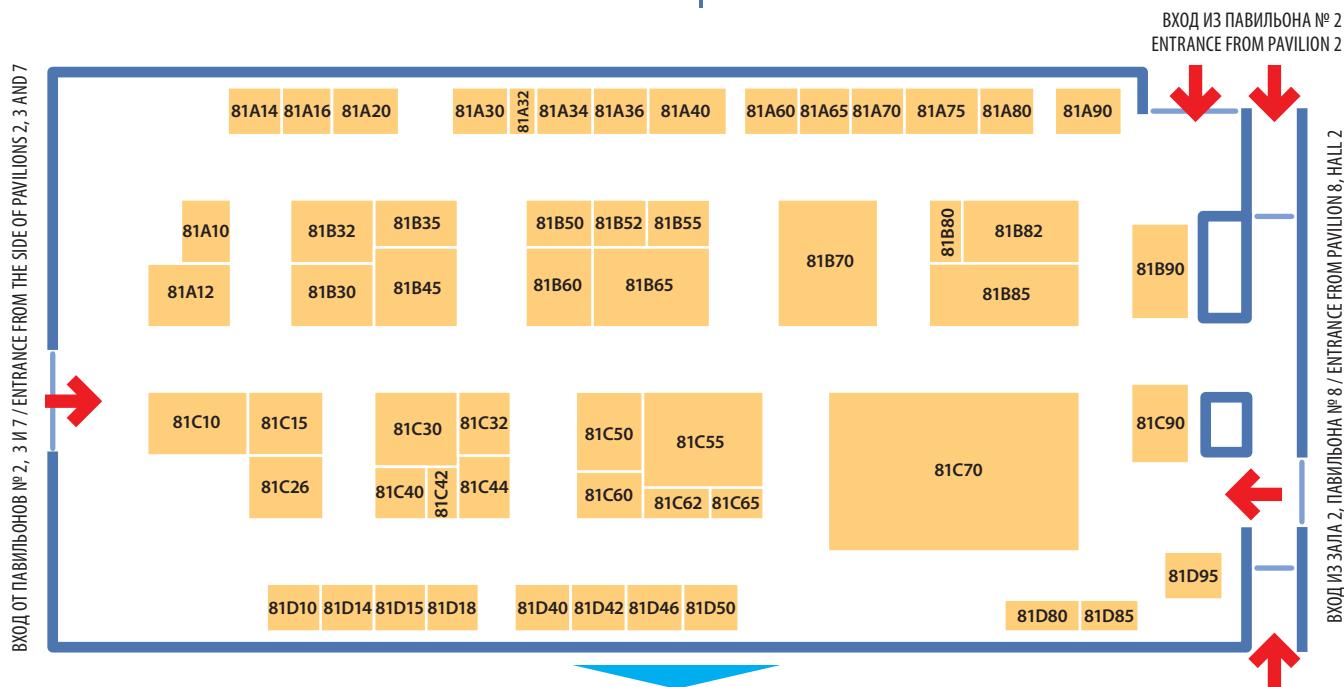 ВХОД ИЗ ПАВИЛЬОНА № 2
ENTRANCE FROM PAVILION 2
ВХОД ОТ ПАВИЛЬОНОВ № 2, 3 И 7 / ENTRANCE FROM THE SIDE OF PAVILIONS 2, 3 AND 7
81A14 81A16 81A20 81A30 81A32 81A34 81A36 81A40 81A60 81A65 81A70 81A75 81A80 81A90
81A10 81B32 81B35 81B50 81B52 81B55 81B70 81B80 81B82 81B90
81A12 81B30 81B45 81B60 81B65 81B85
81C10 81C15 81C30 81C32 81C50 81C55 81C70 81C90
81C26 81C40 81C42 81C44 81C60 81C62 81C65
81D95
81D10 81D14 81D15 81D18 81D40 81D42 81D46 81D50 81D80 81D85
ВХОД ИЗ ЗАЛА 2, ПАВИЛЬОНА № 8 / ENTRANCE FROM PAVILION 8, HALL 2